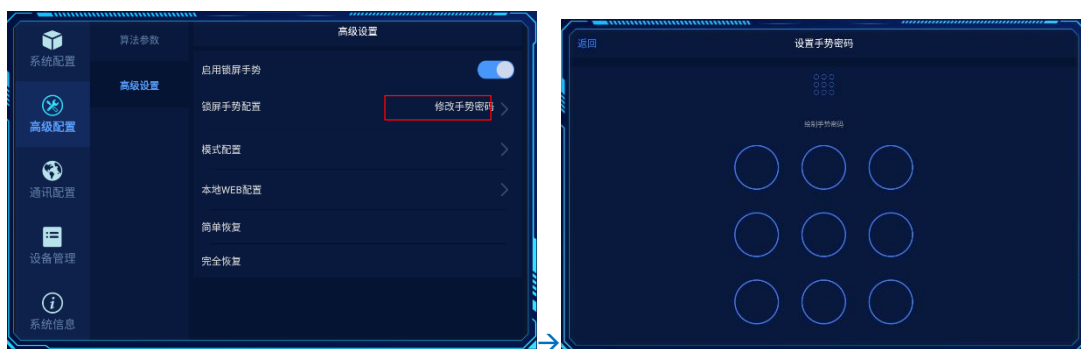 高级设置
算法参数
系统配置
启用锁屏手势
高级设置
锁屏手势配置
修改手势密码
高级配置
模式配置
通讯配置
本地WEB配置
简单恢复
设备管理
完全恢复
系统信息
→
返回
设置手势密码
绘制手势密码